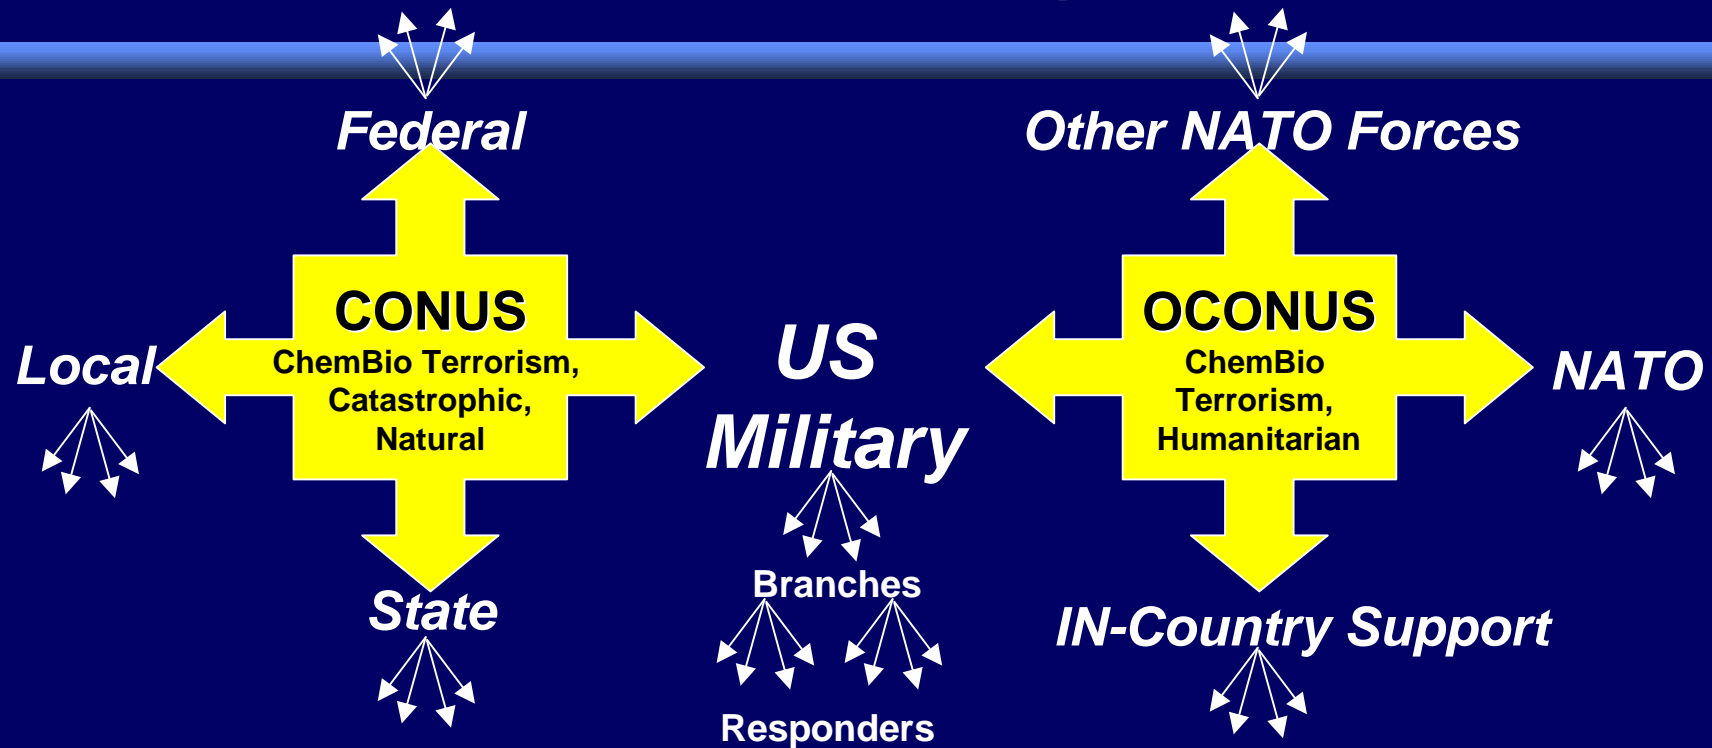 Federal
Other NATO Forces
CONUS
ChemBio Terrorism,
Catastrophic,
Natural
OCONUS
ChemBio
Terrorism,
Humanitarian
Local
US
Military
NATO
Branches
State
IN-Country Support
Responders